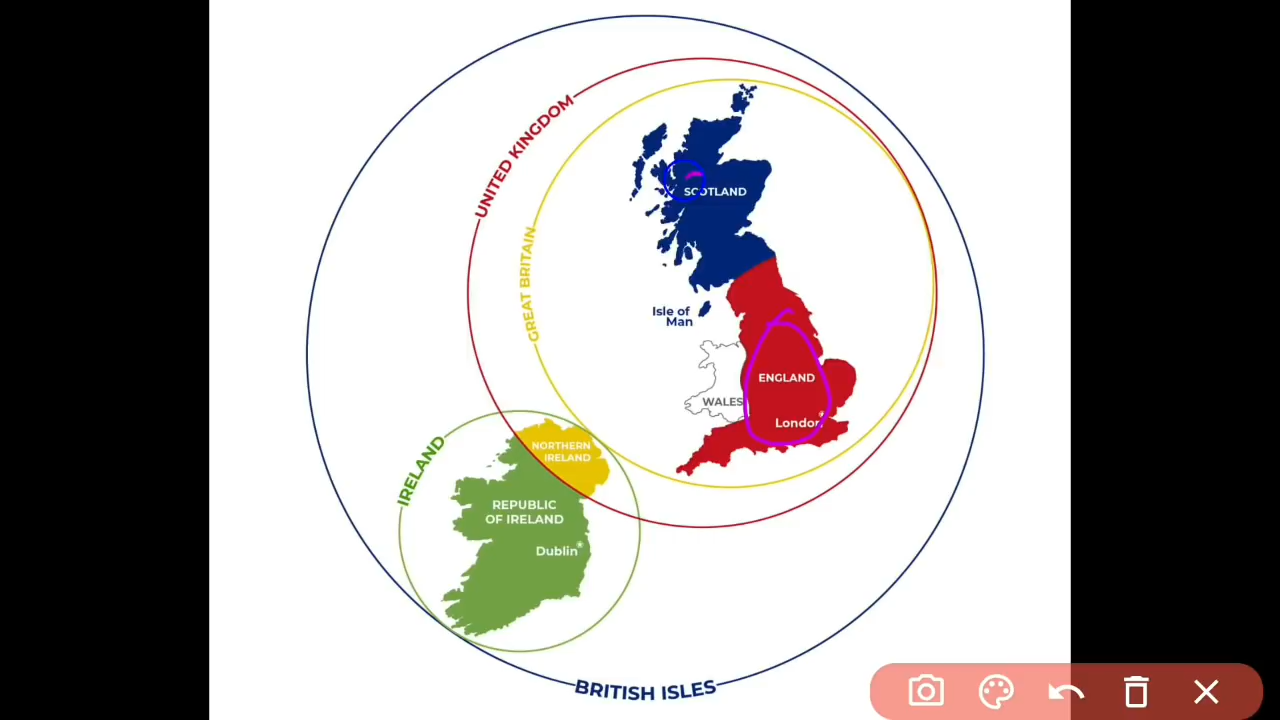 UNITED KINGDOM
GREAT BRITAIN
SCOTLAND
Isle of
Man
ENGLAND
WALES
London
NORTHERN
IRELAND
IRELAND
REPUBLIC
OF IRELAND
Dublin
BRITISH ISLES